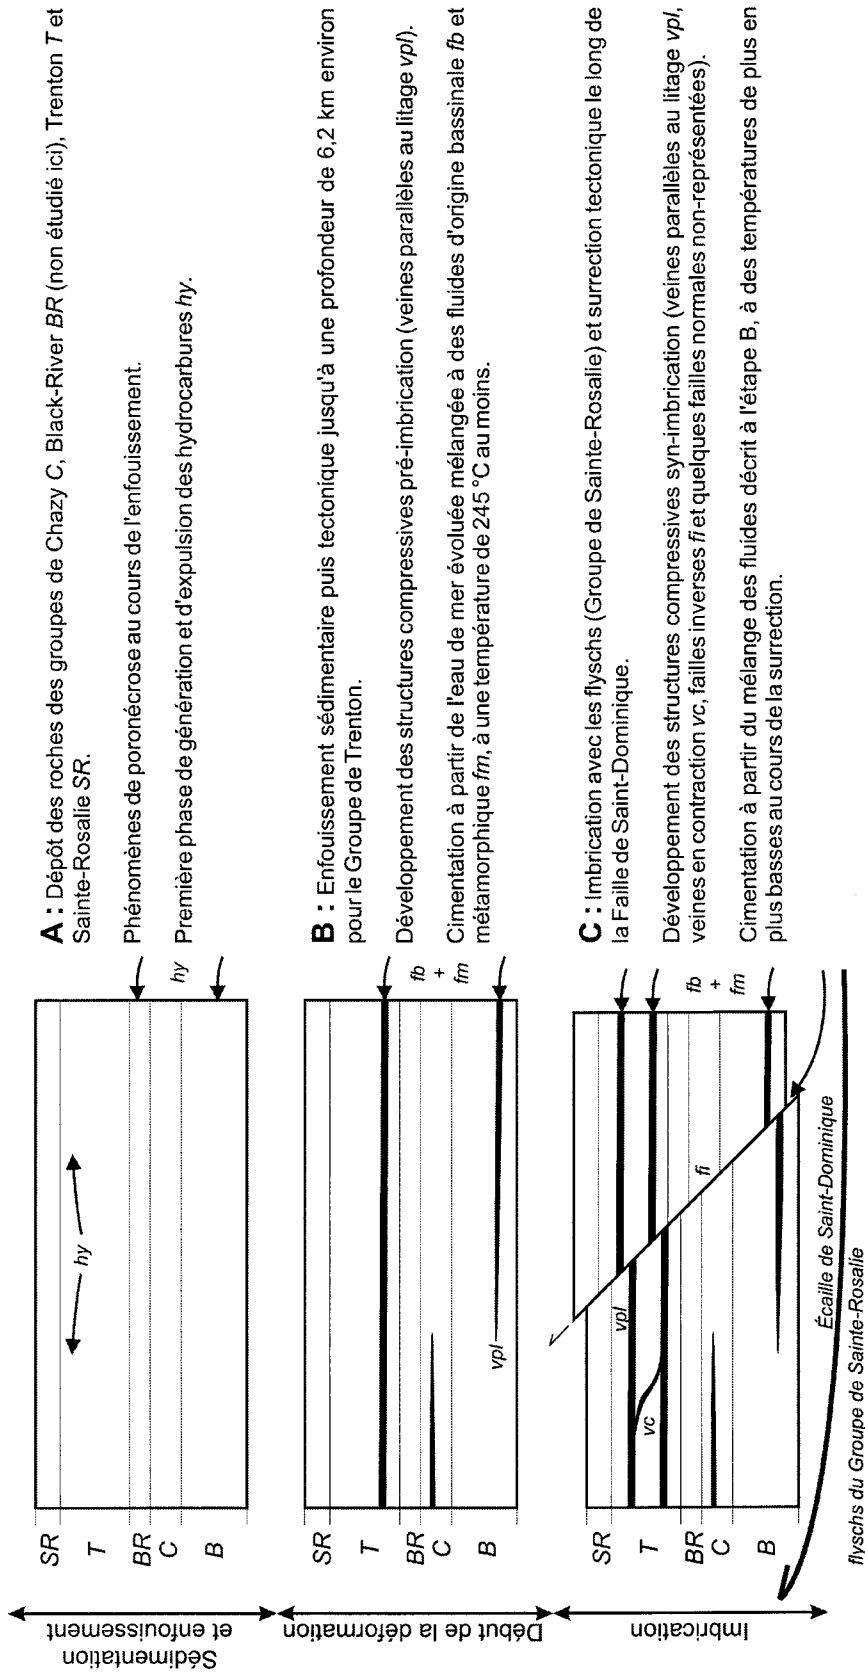 Sédimentation
et enfouissement
SR
T
BR
C
B
hy
hy
A : Dépôt des roches des groupes de Chazy C, Black-River BR (non étudié ici), Trenton T et
Sainte-Rosalie SR.
Phénomènes de poronécrose au cours de l'enfouissement.
Première phase de génération et d'expulsion des hydrocarbures hy.
Début de la déformation
SR
T
BR
C
B
vpl
fb
+
fm
B : Enfouissement sédimentaire puis tectonique jusqu'à une profondeur de 6,2 km environ
pour le Groupe de Trenton.
Développement des structures compressives pré-imbrication (veines parallèles au litage vpl).
Cimentation à partir de l'eau de mer évoluée mélangée à des fluides d'origine bassinale fb et
métamorphique fm, à une température de 245 °C au moins.
Imbrication
SR
T
BR
C
B
vpl
vc
fi
fb
+
fm
Écaille de Saint-Dominique
flyschs du Groupe de Sainte-Rosalie
C : Imbrication avec les flyschs (Groupe de Sainte-Rosalie) et surrection tectonique le long de
la Faille de Saint-Dominique.
Développement des structures compressives syn-imbrication (veines parallèles au litage vpl,
veines en contraction vc, failles inverses fi et quelques failles normales non-représentées).
Cimentation à partir du mélange des fluides décrit à l'étape B, à des températures de plus en
plus basses au cours de la surrection.